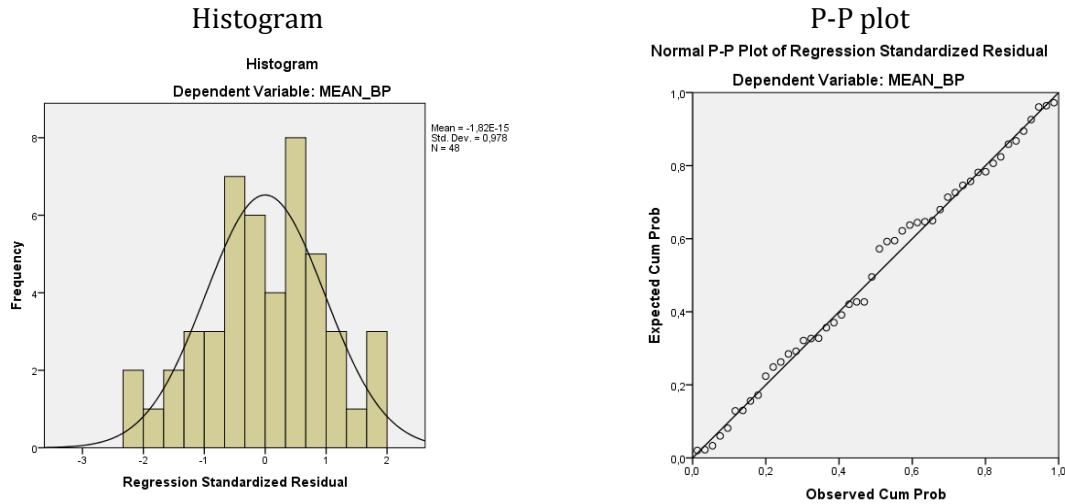 Histogram
Histogram
Dependent Variable: MEAN_BP
Mean = -1,82E-15
Std. Dev. = 0,978
N = 48
Frequency
8
6
4
2
0
-3 -2 -1 0 1 2
Regression Standardized Residual
P-P plot
Normal P-P Plot of Regression Standardized Residual
Dependent Variable: MEAN_BP
Expected Cum Prob
1,0
0,8
0,6
0,4
0,2
0,0
0,0 0,2 0,4 0,6 0,8 1,0
Observed Cum Prob